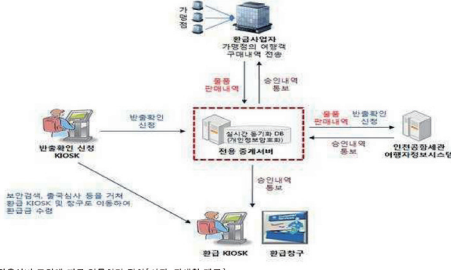 가맹점
환급사업자
가맹점의 여행객
구매내역 전송
물품
판매내역
승인내역
통보
반출확인
신청
실시간 동기화 DB
(개인정보암호화)
전용 중계서버
물품
판매내역
반출확인
신청
승인내역
통보
반출확인 신청
KIOSK
인천공항세관
여행자정보시스템
승인내역
통보
보안검색, 출국심사 등을 거쳐
환급 KIOSK 및 창구로 이동하여
환급금 수령
환급 KIOSK
환급창구